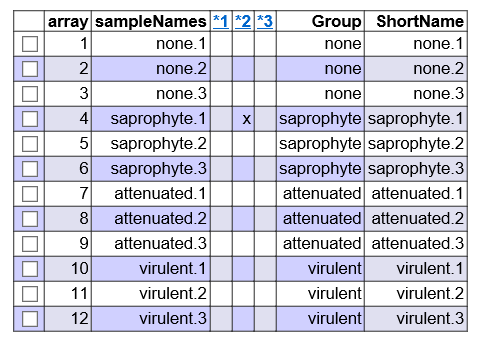 array sampleNames *1 *2 *3 Group ShortName
1 none.1 none none.1
2 none.2 none none.2
3 none.3 none none.3
4 saprophyte.1 x saprophyte saprophyte.1
5 saprophyte.2 saprophyte saprophyte.2
6 saprophyte.3 saprophyte saprophyte.3
7 attenuated.1 attenuated attenuated.1
8 attenuated.2 attenuated attenuated.2
9 attenuated.3 attenuated attenuated.3
10 virulent.1 virulent virulent.1
11 virulent.2 virulent virulent.2
12 virulent.3 virulent virulent.3